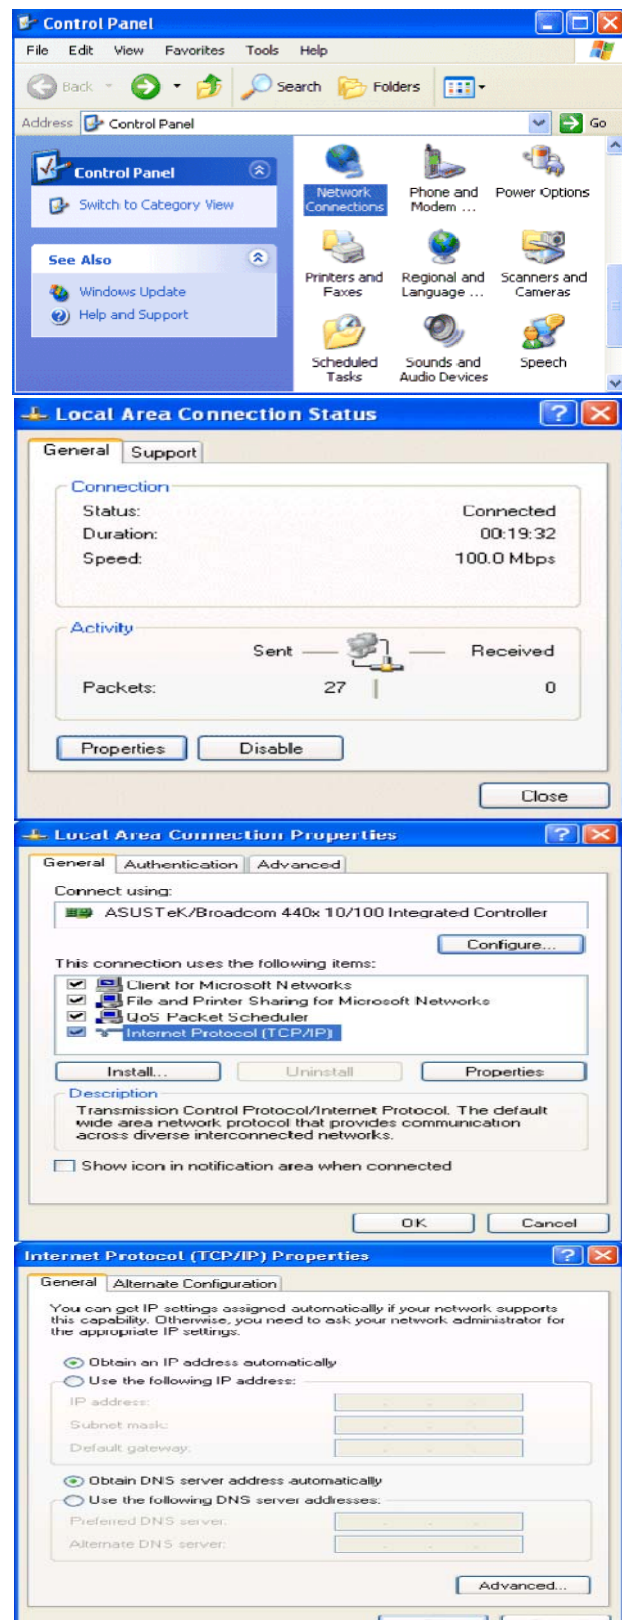 Control Panel
File Edit View Favorites Tools Help
Back Search Folders
Address Control Panel Go
Control Panel
Switch to Category View
See Also
Windows Update
Help and Support
Network Connections
Phone and Modem ...
Power Options
Printers and Faxes
Regional and Language ...
Scanners and Cameras
Scheduled Tasks
Sounds and Audio Devices
Speech
Local Area Connection Status
General Support
Connection
Status: Connected
Duration: 00:19:32
Speed: 100.0 Mbps
Activity
Sent Received
Packets: 27 0
Properties Disable
Close
Local Area Connection Properties
General Authentication Advanced
Connect using:
ASUSTeK/Broadcom 440x 10/100 Integrated Controller
Configure...
This connection uses the following items:
Client for Microsoft Networks
File and Printer Sharing for Microsoft Networks
QoS Packet Scheduler
Internet Protocol (TCP/IP)
Install... Uninstall Properties
Description
Transmission Control Protocol/Internet Protocol. The default
wide area network protocol that provides communication
across diverse interconnected networks.
Show icon in notification area when connected
OK Cancel
Internet Protocol (TCP/IP) Properties
General Alternate Configuration
You can get IP settings assigned automatically if your network supports
this capability. Otherwise, you need to ask your network administrator for
the appropriate IP settings.
Obtain an IP address automatically
Use the following IP address:
IP address:
Subnet mask:
Default gateway:
Obtain DNS server address automatically
Use the following DNS server addresses:
Preferred DNS server:
Alternate DNS server:
Advanced...